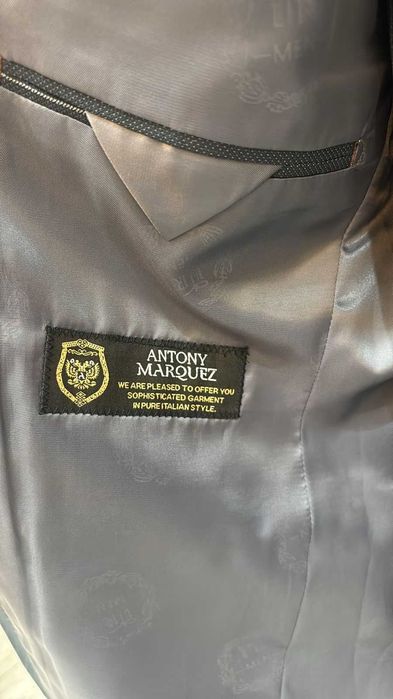 ANTONY
MARQUEZ
WE ARE PLEASED TO OFFER YOU
SOPHISTICATED GARMENT
IN PURE ITALIAN STYLE.